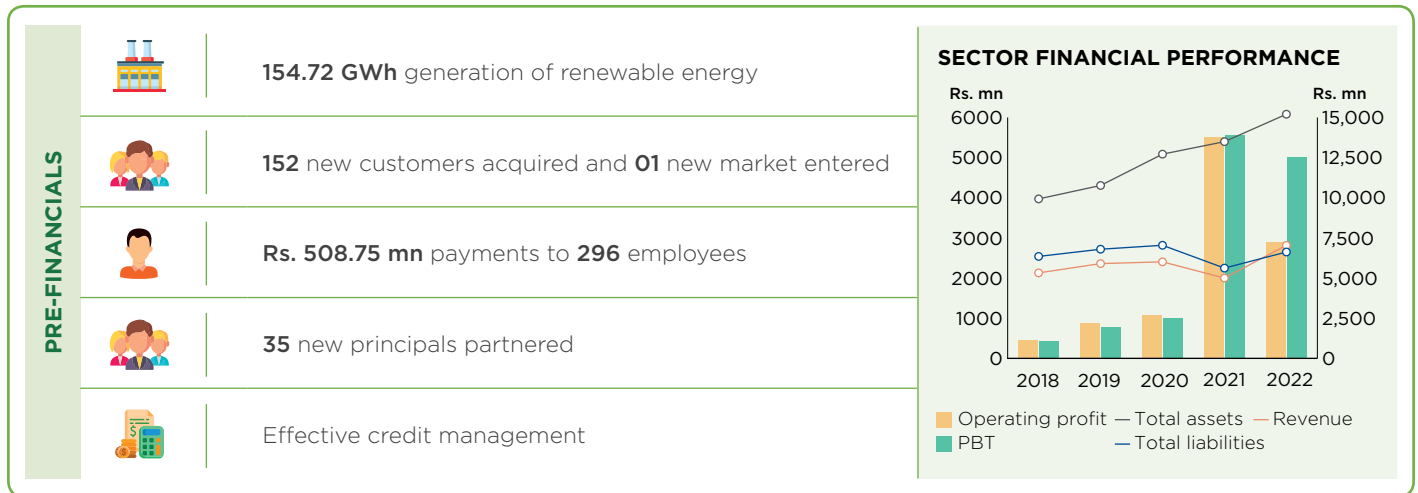 PRE-FINANCIALS
154.72 GWh generation of renewable energy
152 new customers acquired and 01 new market entered
Rs. 508.75 mn payments to 296 employees
35 new principals partnered
Effective credit management
SECTOR FINANCIAL PERFORMANCE
Rs. mn Rs. mn
6000 15,000
5000 12,500
4000 10,000
3000 7,500
2000 5,000
1000 2,500
0 0
2018 2019 2020 2021 2022
Operating profit Total assets Revenue
PBT Total liabilities